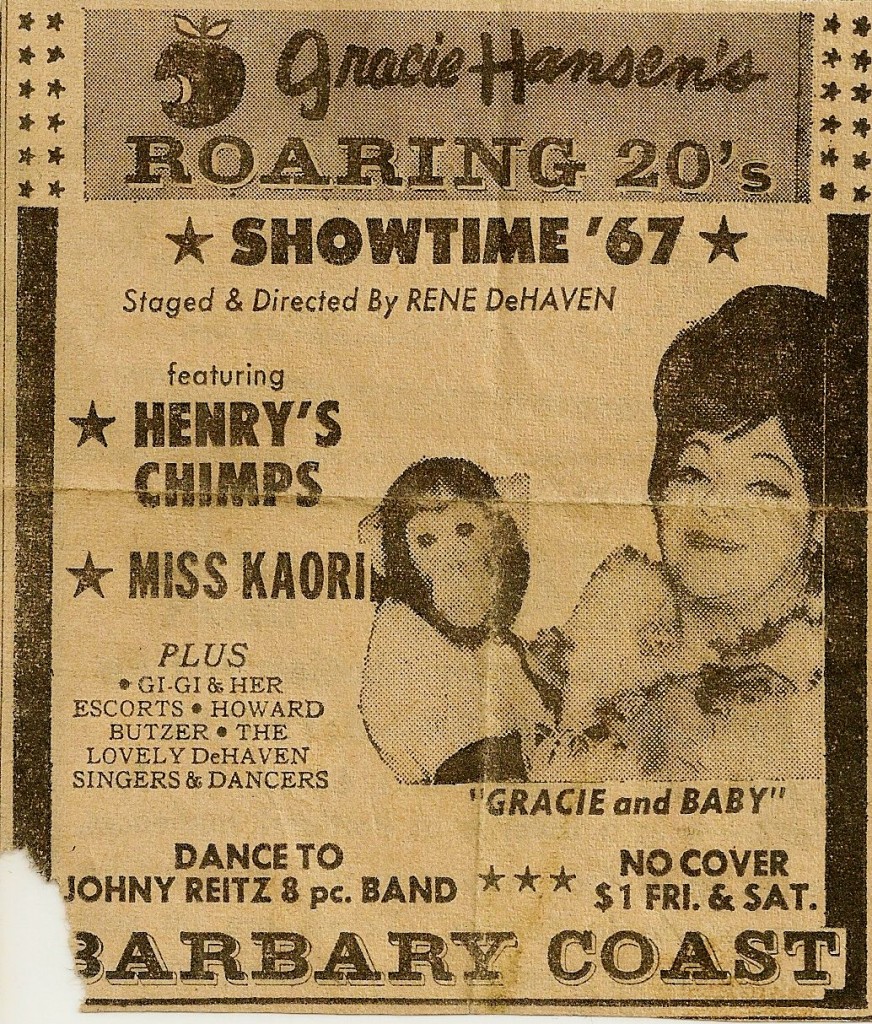 Gracie Hansen's
ROARING 20's
★ SHOWTIME '67 ★
Staged & Directed By RENE DeHAVEN
featuring
★ HENRY'S
CHIMPS
★ MISS KAORI
PLUS
• GI-GI & HER
ESCORTS • HOWARD
BUTZER • THE
LOVELY DeHAVEN
SINGERS & DANCERS
"GRACIE and BABY"
DANCE TO
JOHNY REITZ 8 pc. BAND
★★★
NO COVER
$1 FRI. & SAT.
BARBARY COAST